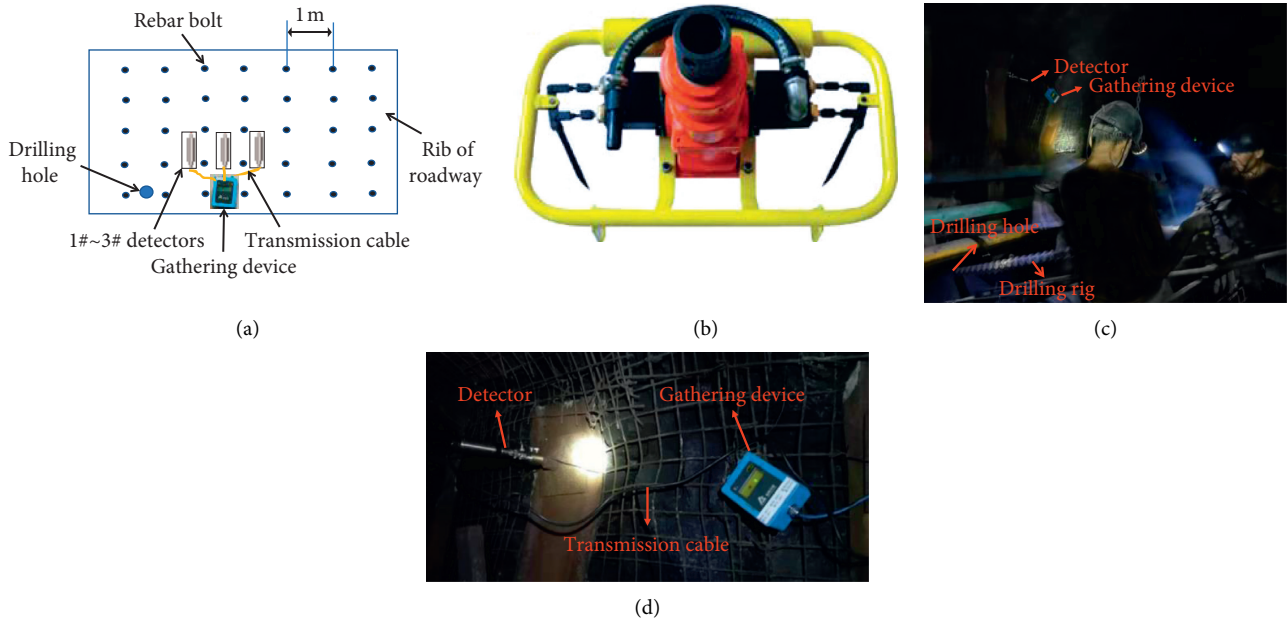 Rebar bolt
1 m
Drilling
hole
Rib of
roadway
1#~3# detectors
Transmission cable
Gathering device
(a)
(b)
Detector
Gathering device
Drilling hole
Drilling rig
(c)
Detector
Gathering device
Transmission cable
(d)